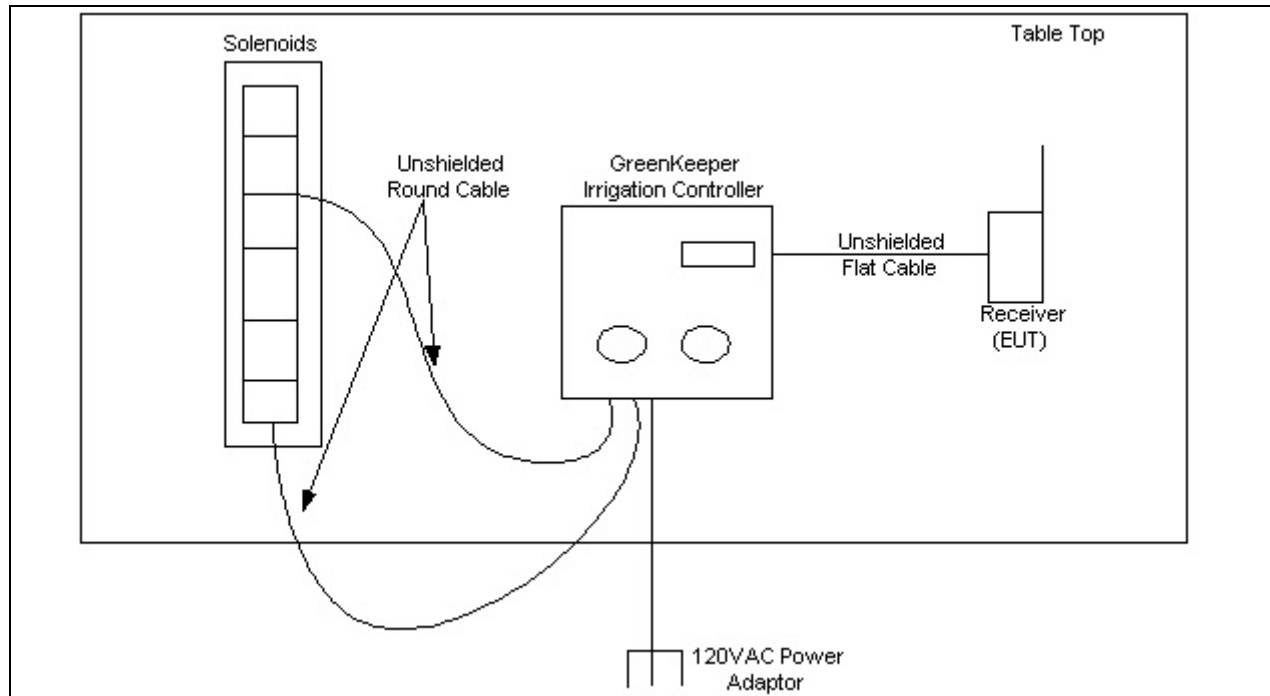 Table Top
Solenoids
Unshielded
Round Cable
GreenKeeper
Irrigation Controller
Unshielded
Flat Cable
Receiver
(EUT)
120VAC Power
Adaptor